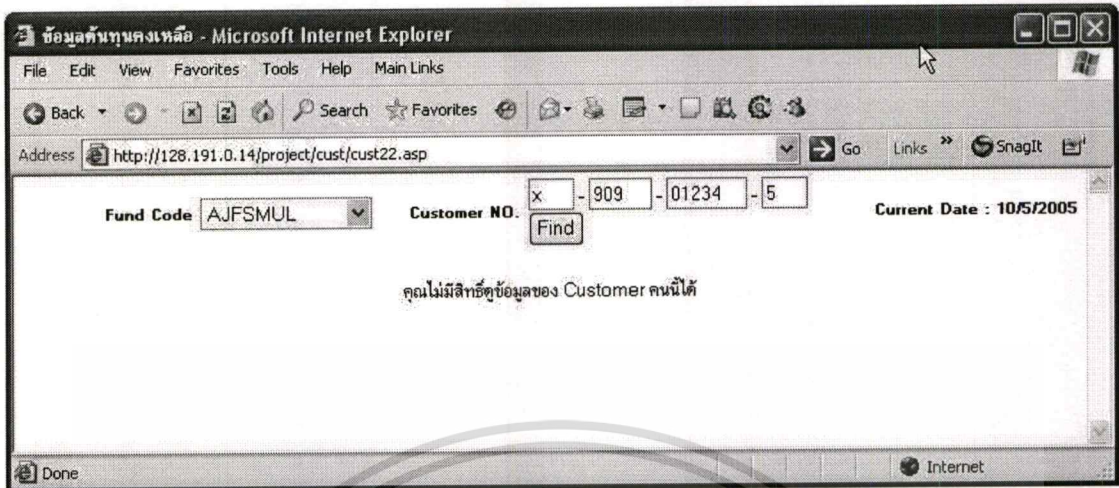 ข้อมูลต้นทุนคงเหลือ - Microsoft Internet Explorer
File Edit View Favorites Tools Help Main Links
Back Search Favorites
Address http://128.191.0.14/project/cust/cust22.asp Go Links » SnagIt
Fund Code AJFSMUL Customer NO. x - 909 - 01234 - 5 Current Date : 10/5/2005
Find
คุณไม่มีสิทธิ์ดูข้อมูลของ Customer คนนี้ได้
Done Internet